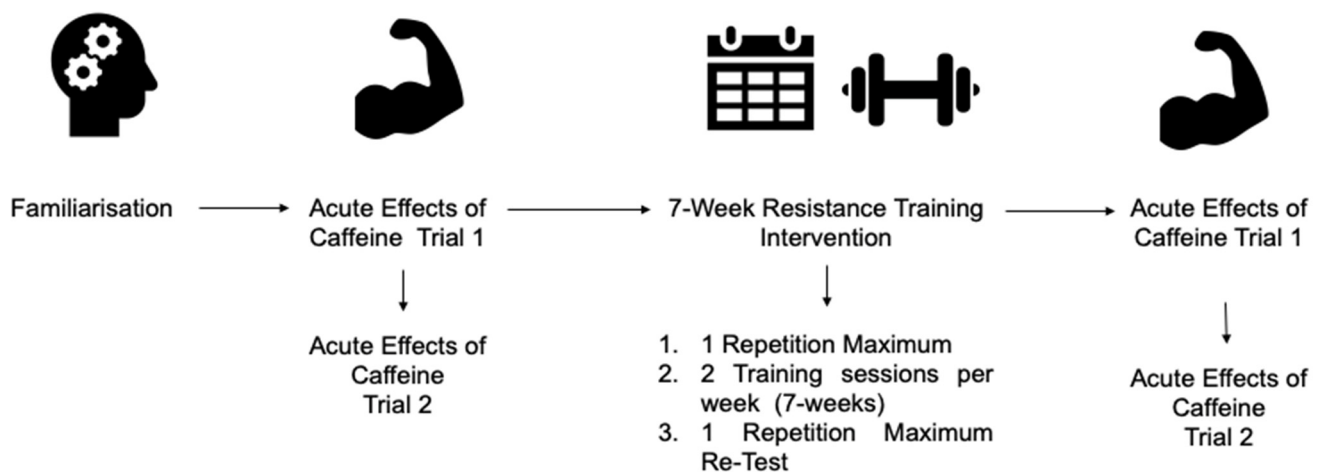 Familiarisation
Acute Effects of
Caffeine Trial 1
Acute Effects of
Caffeine
Trial 2
7-Week Resistance Training
Intervention
1. 1 Repetition Maximum
2. 2 Training sessions per
week (7-weeks)
3. 1 Repetition Maximum
Re-Test
Acute Effects of
Caffeine Trial 1
Acute Effects of
Caffeine
Trial 2